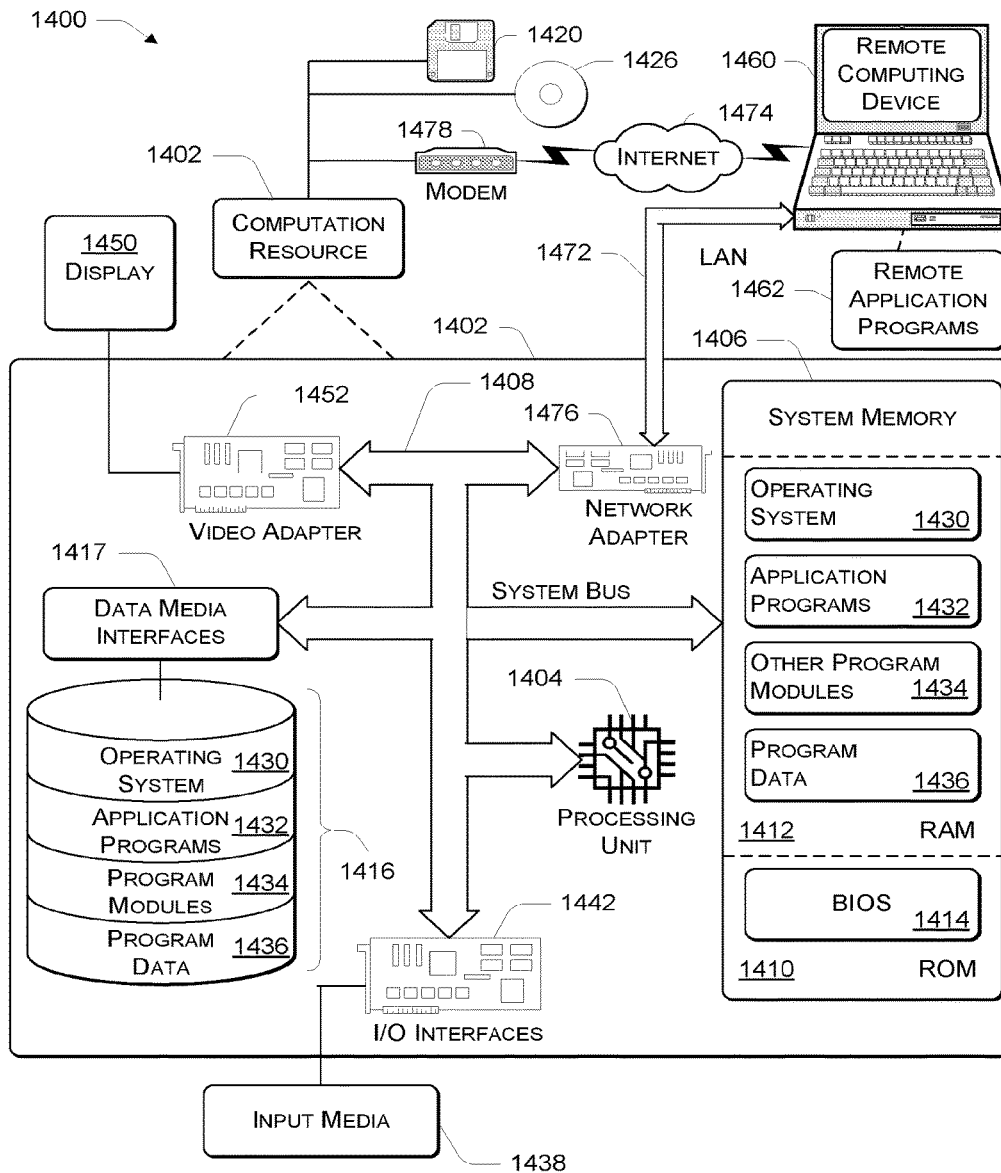 1400
1420
1426
1460
REMOTE
COMPUTING
DEVICE
1474
1478
INTERNET
MODEM
1402
COMPUTATION
RESOURCE
1450
DISPLAY
1472
LAN
1462
REMOTE
APPLICATION
PROGRAMS
1402
1406
1408
1452
1476
SYSTEM MEMORY
VIDEO ADAPTER
NETWORK
ADAPTER
OPERATING
SYSTEM 1430
APPLICATION
PROGRAMS 1432
OTHER PROGRAM
MODULES 1434
PROGRAM
DATA 1436
1412 RAM
BIOS 1414
1410 ROM
1417
DATA MEDIA
INTERFACES
SYSTEM BUS
1404
PROCESSING
UNIT
OPERATING
SYSTEM 1430
APPLICATION
PROGRAMS 1432
PROGRAM
MODULES 1434
PROGRAM
DATA 1436
1416
1442
I/O INTERFACES
INPUT MEDIA
1438